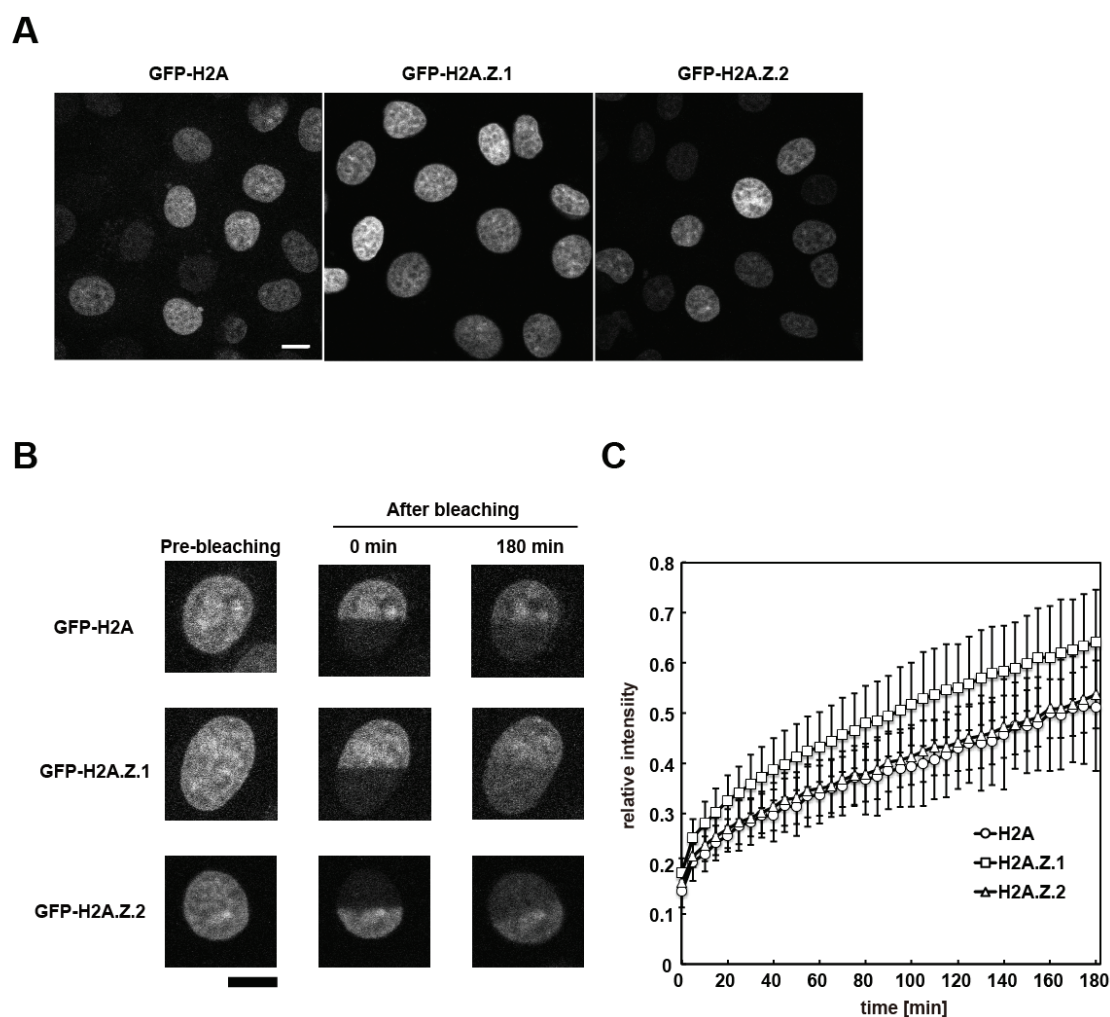 A
GFP-H2A GFP-H2A.Z.1 GFP-H2A.Z.2
B
After bleaching
Pre-bleaching 0 min 180 min
GFP-H2A
GFP-H2A.Z.1
GFP-H2A.Z.2
C
relative intensiity
0.8
0.7
0.6
0.5
0.4
0.3
0.2
0.1
0
H2A
H2A.Z.1
H2A.Z.2
0 20 40 60 80 100 120 140 160 180
time [min]